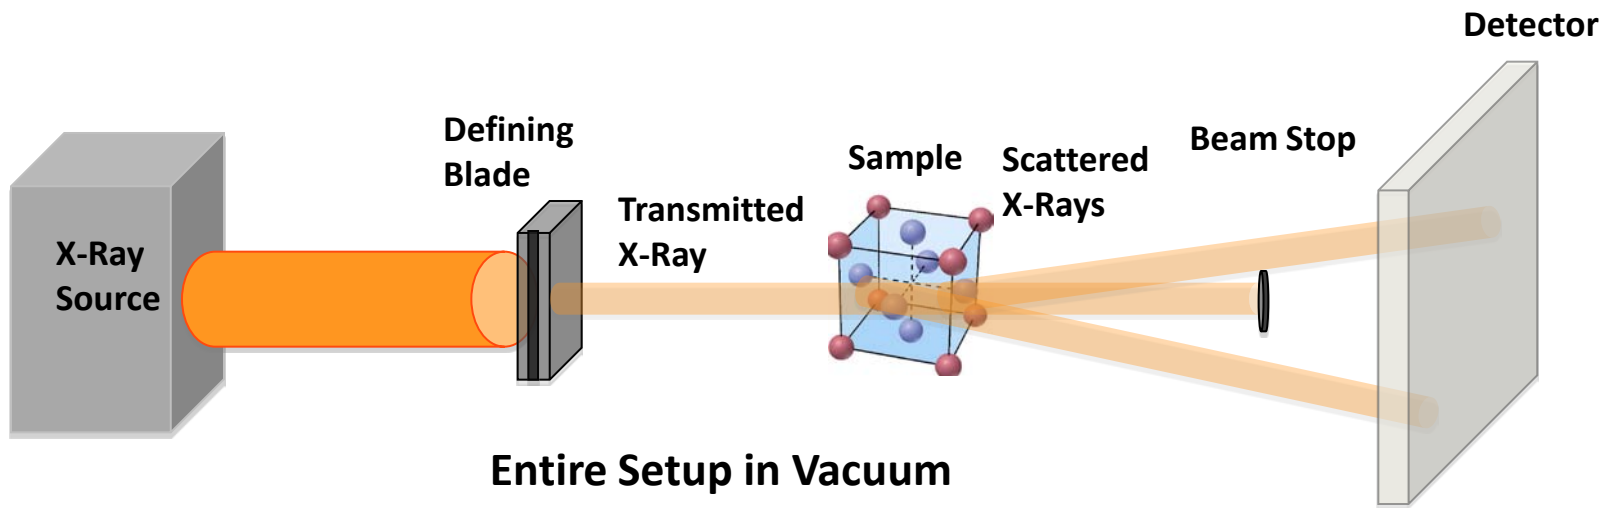 Detector
Defining
Blade
Beam Stop
Sample
Scattered
X-Rays
Transmitted
X-Ray
X-Ray
Source
Entire Setup in Vacuum